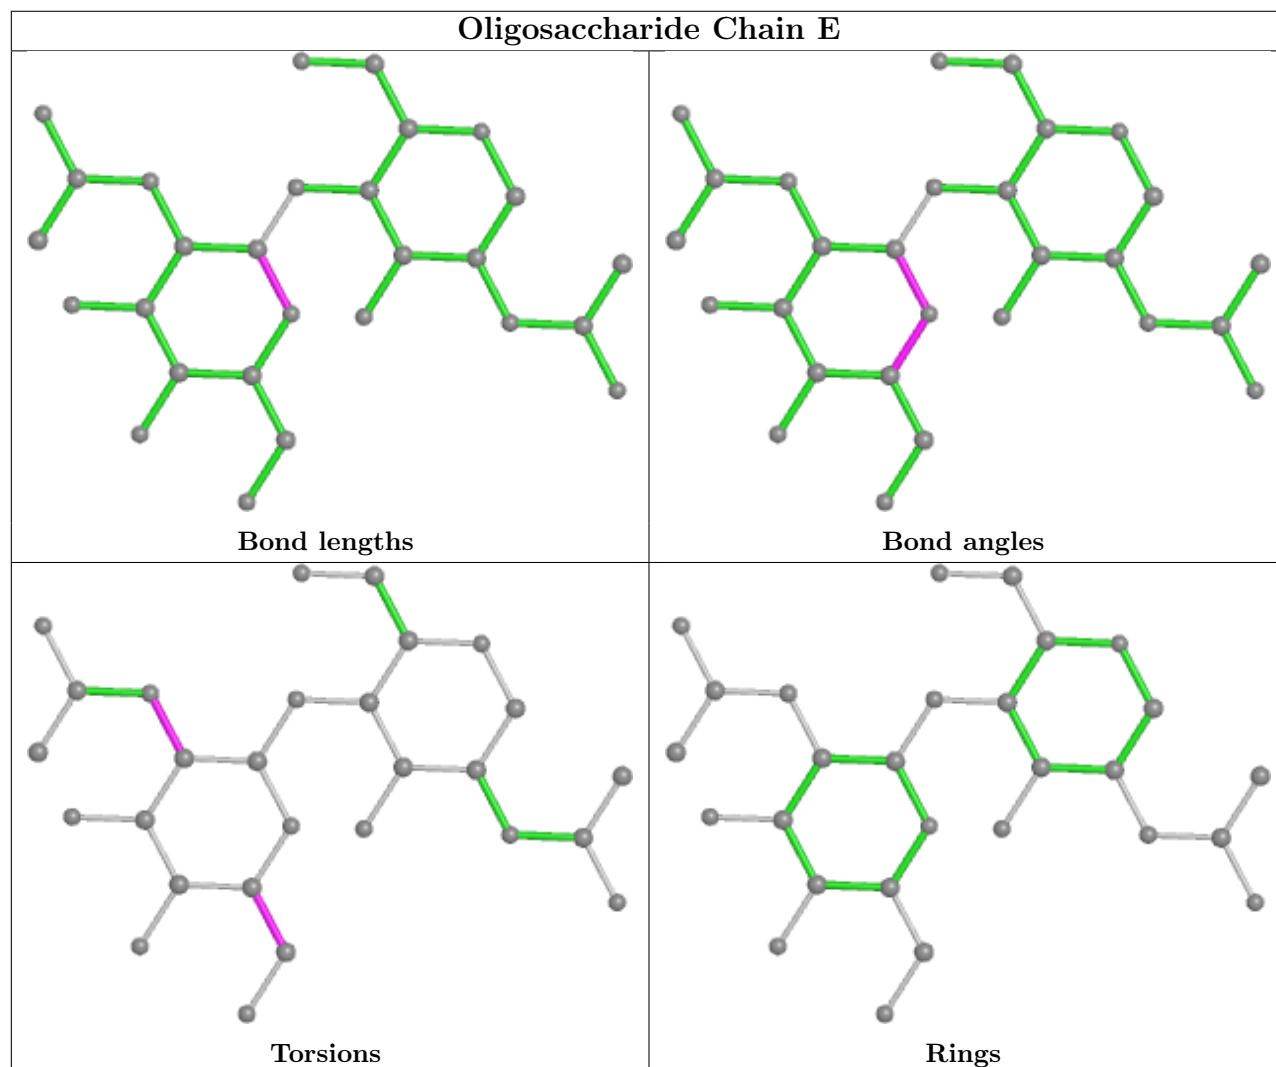 Oligosaccharide Chain E
Bond lengths
Bond angles
Torsions
Rings